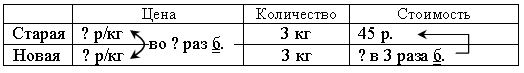 Цена Количество Стоимость
Старая ? р/кг во ? раз б. 3 кг 45 р.
Новая ? р/кг 3 кг ? в 3 раза б.